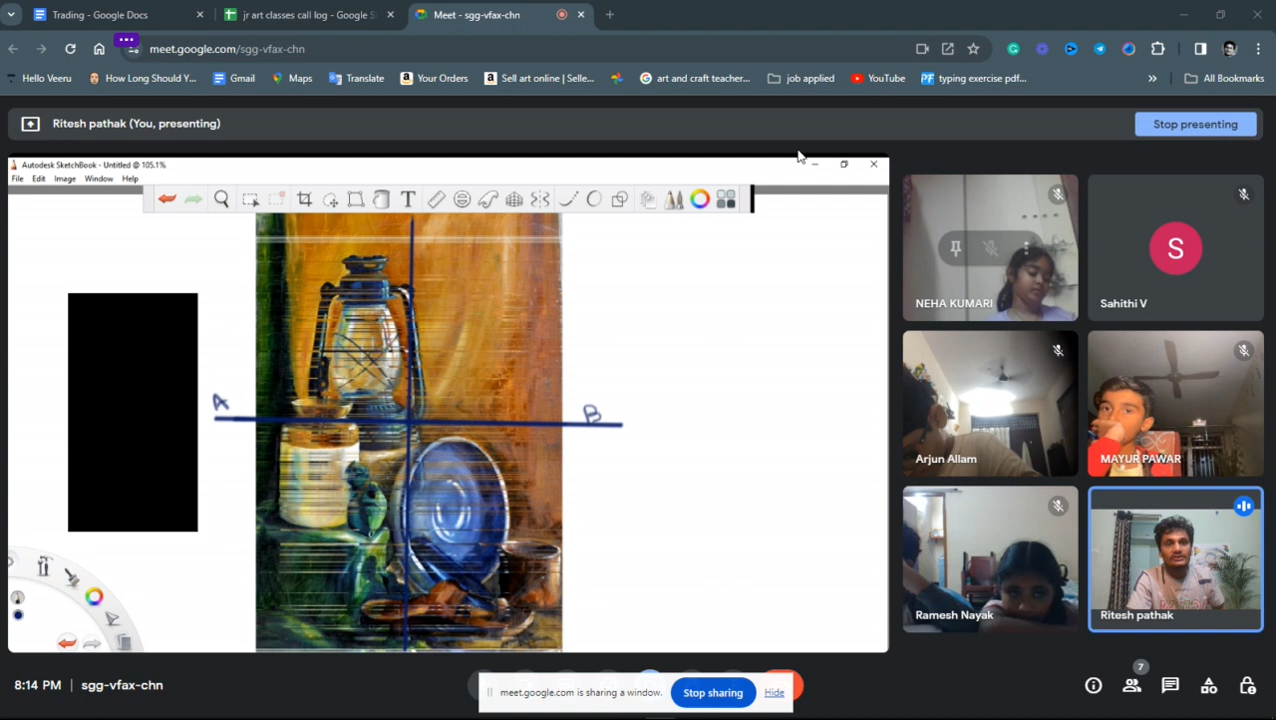 Trading - Google Docs
jr art classes call log - Google S
Meet - sgg-vfax-chn
meet.google.com/sgg-vfax-chn
Hello Veeru
How Long Should Y...
Gmail
Maps
Translate
Your Orders
Sell art online | Selle...
art and craft teacher...
job applied
YouTube
typing exercise pdf...
All Bookmarks
Ritesh pathak (You, presenting)
Stop presenting
Autodesk SketchBook - Untitled @ 105.1%
File Edit Image Window Help
A
B
NEHA KUMARI
S
Sahithi V
Arjun Allam
MAYUR PAWAR
Ramesh Nayak
Ritesh pathak
8:14 PM | sgg-vfax-chn
meet.google.com is sharing a window.
Stop sharing
Hide
7